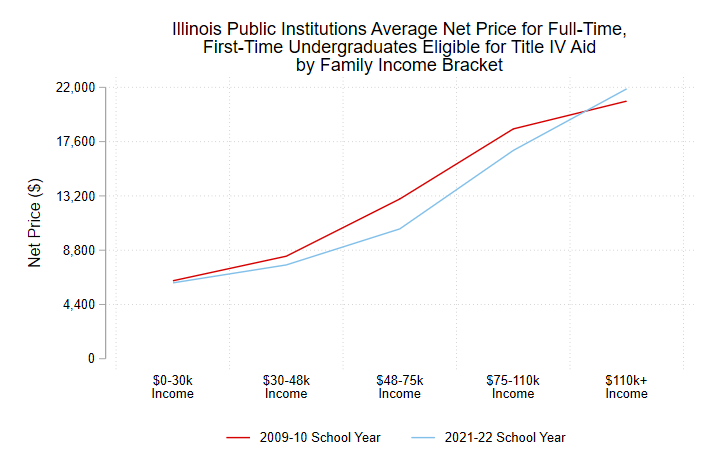 Illinois Public Institutions Average Net Price for Full-Time,
First-Time Undergraduates Eligible for Title IV Aid
by Family Income Bracket
Net Price ($)
22,000
17,600
13,200
8,800
4,400
0
$0-30k
Income
$30-48k
Income
$48-75k
Income
$75-110k
Income
$110k+
Income
2009-10 School Year
2021-22 School Year